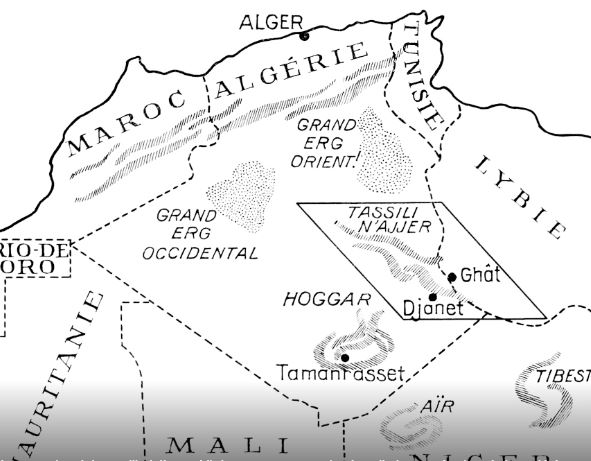 ALGER
ALGÉRIE
MAROC
TUNISIE
LYBIE
GRAND
ERG
ORIENTl
GRAND
ERG
OCCIDENTAL
TASSILI
N'AJJER
RIO-DE
ORO
Ghât
Djanet
HOGGAR
Tamanrasset
MAURITANIE
AÏR
TIBEST
MALI
NIGER